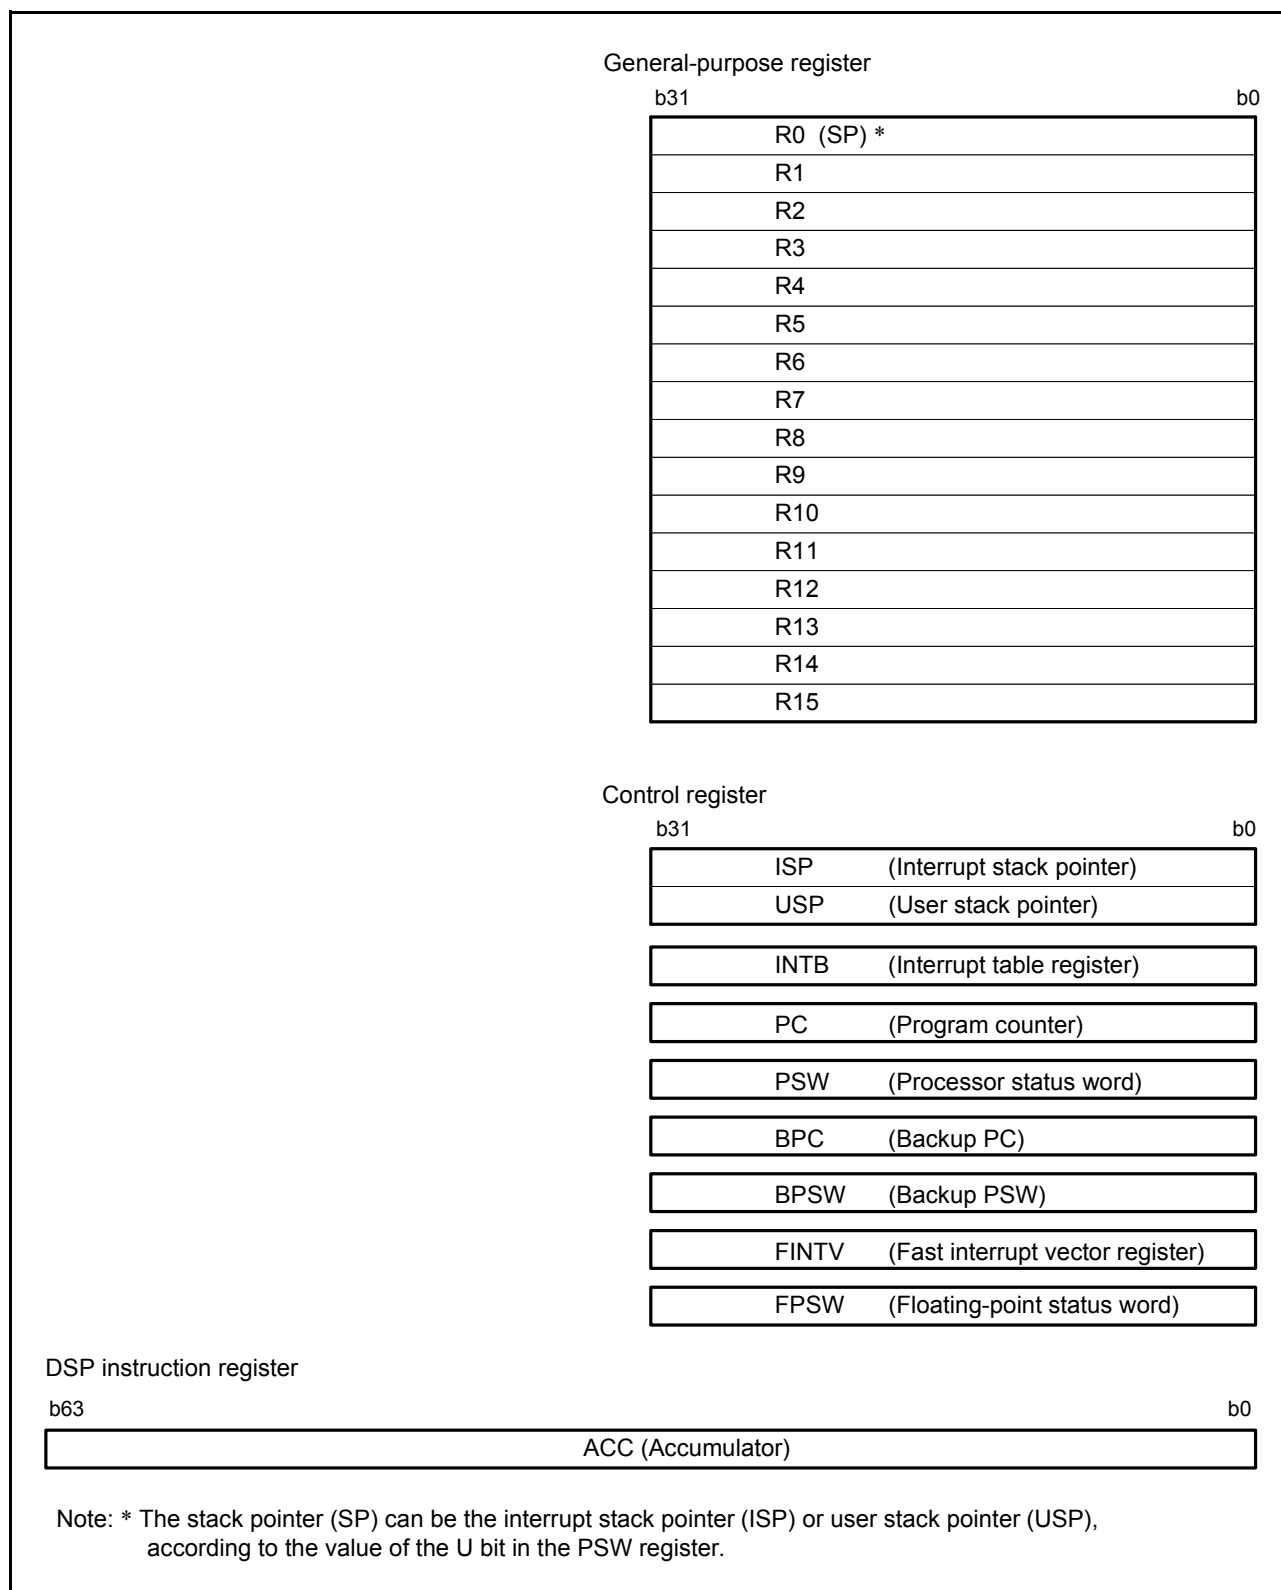 General-purpose register
b31 b0
R0 (SP) *
R1
R2
R3
R4
R5
R6
R7
R8
R9
R10
R11
R12
R13
R14
R15
Control register
b31 b0
ISP (Interrupt stack pointer)
USP (User stack pointer)
INTB (Interrupt table register)
PC (Program counter)
PSW (Processor status word)
BPC (Backup PC)
BPSW (Backup PSW)
FINTV (Fast interrupt vector register)
FPSW (Floating-point status word)
DSP instruction register
b63 b0
ACC (Accumulator)
Note: * The stack pointer (SP) can be the interrupt stack pointer (ISP) or user stack pointer (USP),
according to the value of the U bit in the PSW register.